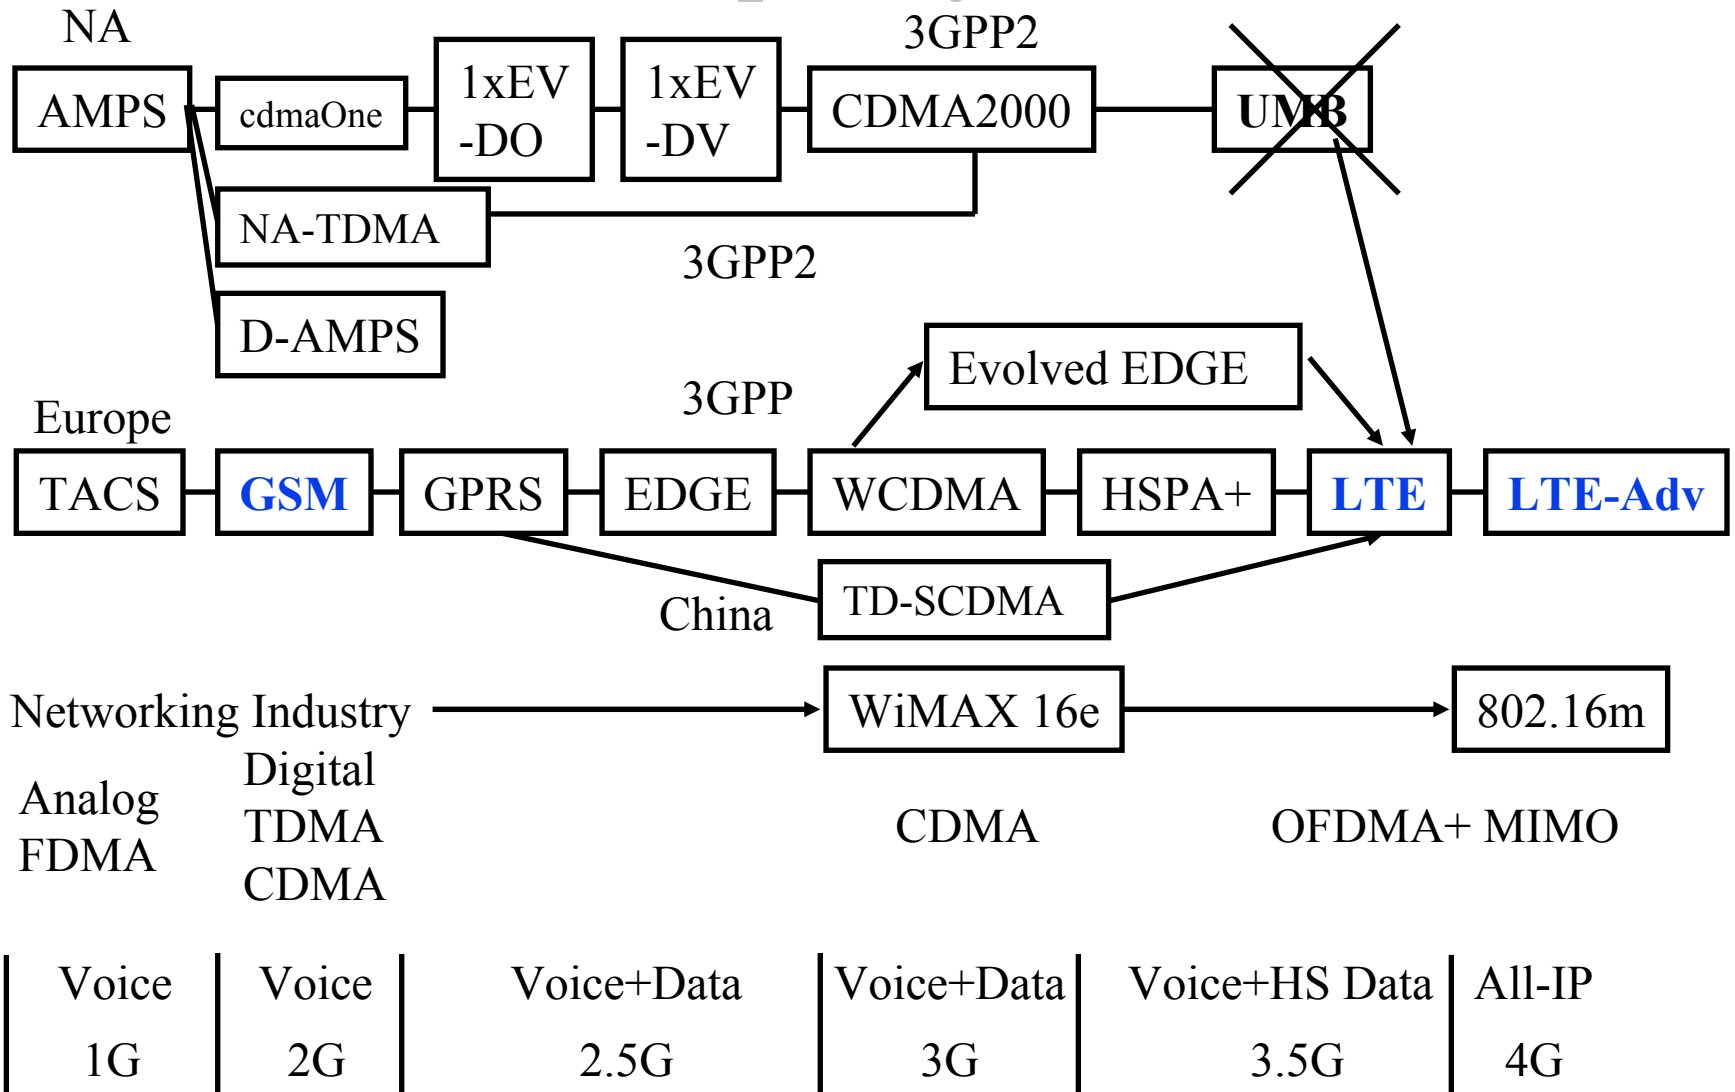 NA
3GPP2
AMPS
cdmaOne
1xEV
-DO
1xEV
-DV
CDMA2000
UMB
NA-TDMA
3GPP2
D-AMPS
Evolved EDGE
3GPP
Europe
TACS
GSM
GPRS
EDGE
WCDMA
HSPA+
LTE
LTE-Adv
China
TD-SCDMA
Networking Industry
WiMAX 16e
802.16m
Analog
FDMA
Digital
TDMA
CDMA
CDMA
OFDMA+ MIMO
Voice
Voice
Voice+Data
Voice+Data
Voice+HS Data
All-IP
1G
2G
2.5G
3G
3.5G
4G